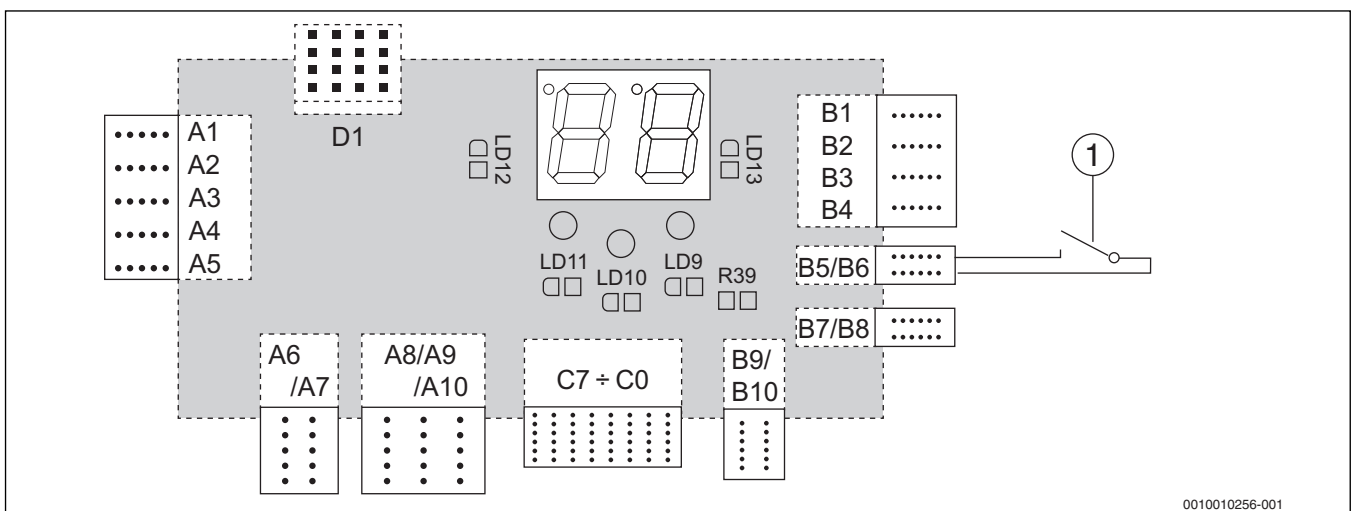 D1
A1
A2
A3
A4
A5
LD12
LD13
LD11
LD10
LD9
R39
B1
B2
B3
B4
B5/B6
B7/B8
1
A6
/A7
A8/A9
/A10
C7 ÷ C0
B9/
B10
0010010256-001